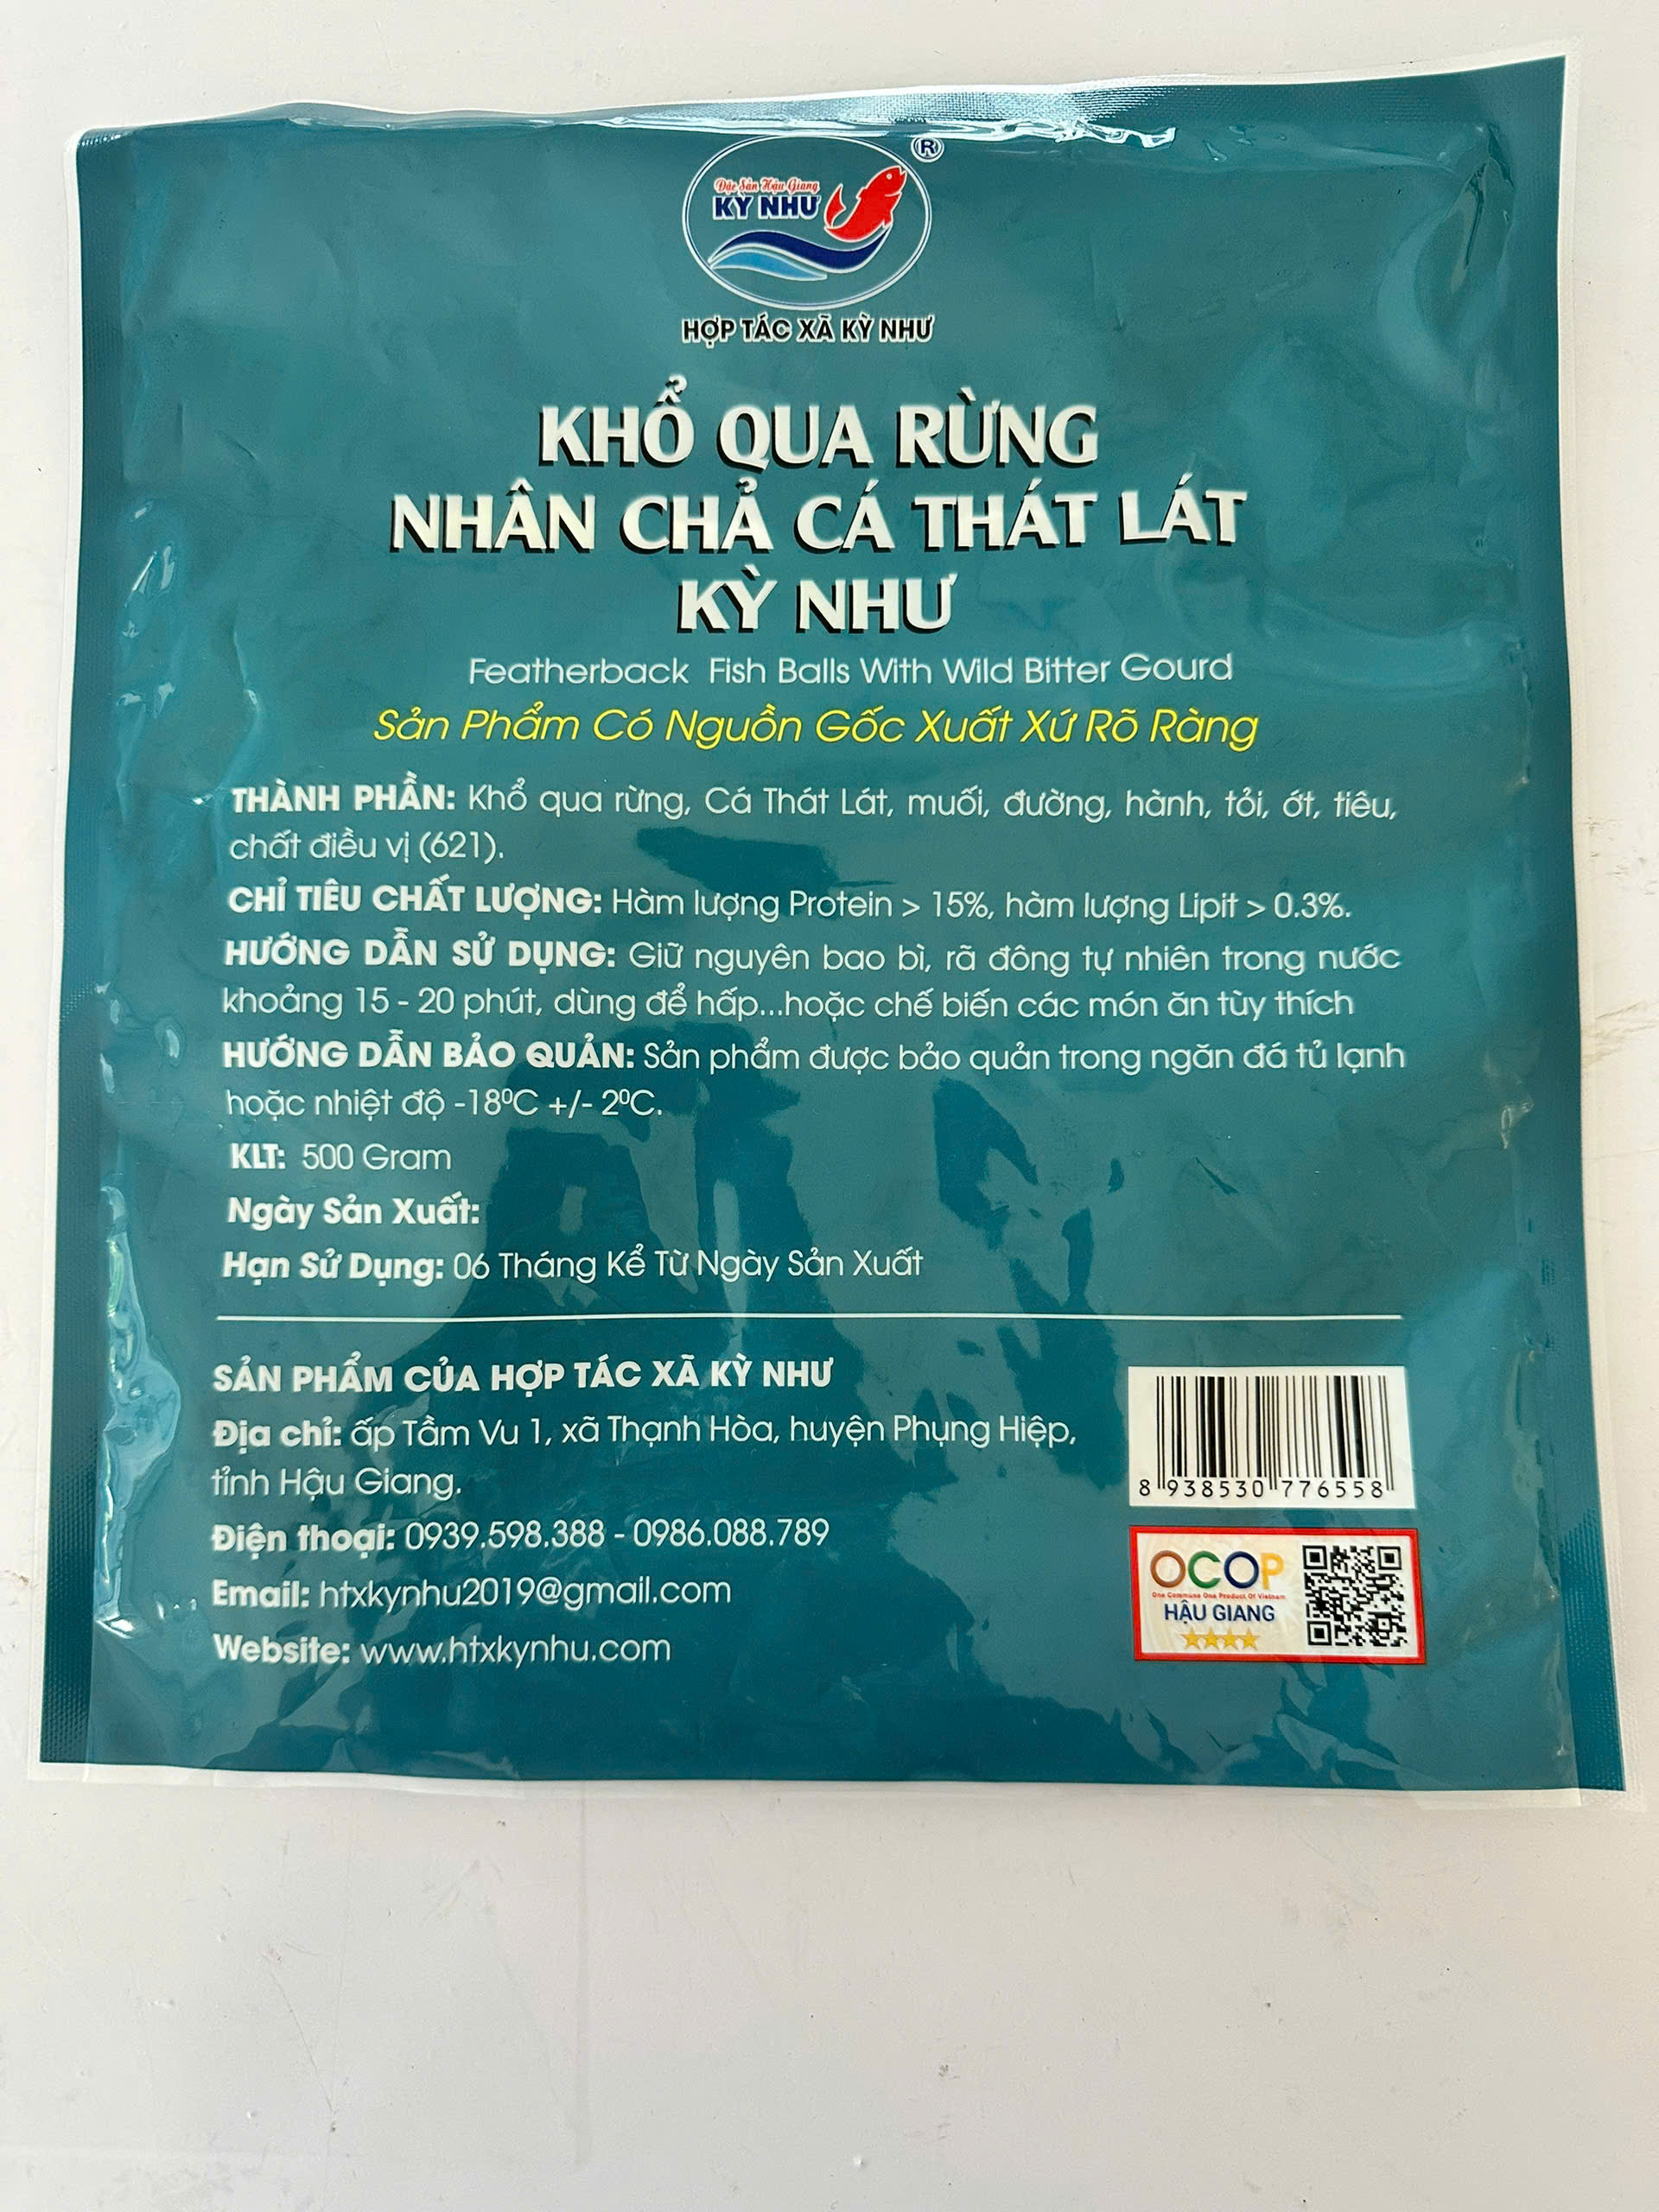 ®
Đặc Sản Hậu Giang
KỲ NHƯ
HỢP TÁC XÃ KỲ NHƯ
KHỔ QUA RỪNG
NHÂN CHẢ CÁ THÁT LÁT
KỲ NHƯ
Featherback Fish Balls With Wild Bitter Gourd
Sản Phẩm Có Nguồn Gốc Xuất Xứ Rõ Ràng
THÀNH PHẦN: Khổ qua rừng, Cá Thát Lát, muối, đường, hành, tỏi, ớt, tiêu,
chất điều vị (621).
CHỈ TIÊU CHẤT LƯỢNG: Hàm lượng Protein > 15%, hàm lượng Lipit > 0.3%.
HƯỚNG DẪN SỬ DỤNG: Giữ nguyên bao bì, rã đông tự nhiên trong nước
khoảng 15 - 20 phút, dùng để hấp...hoặc chế biến các món ăn tùy thích
HƯỚNG DẪN BẢO QUẢN: Sản phẩm được bảo quản trong ngăn đá tủ lạnh
hoặc nhiệt độ -18⁰C +/- 2⁰C.
KLT: 500 Gram
Ngày Sản Xuất:
Hạn Sử Dụng: 06 Tháng Kể Từ Ngày Sản Xuất
SẢN PHẨM CỦA HỢP TÁC XÃ KỲ NHƯ
Địa chỉ: ấp Tầm Vu 1, xã Thạnh Hòa, huyện Phụng Hiệp,
tỉnh Hậu Giang.
Điện thoại: 0939.598.388 - 0986.088.789
Email: htxkynhu2019@gmail.com
Website: www.htxkynhu.com
8 938530 776558
OCOP
One Commune One Product Of Vietnam
HẬU GIANG